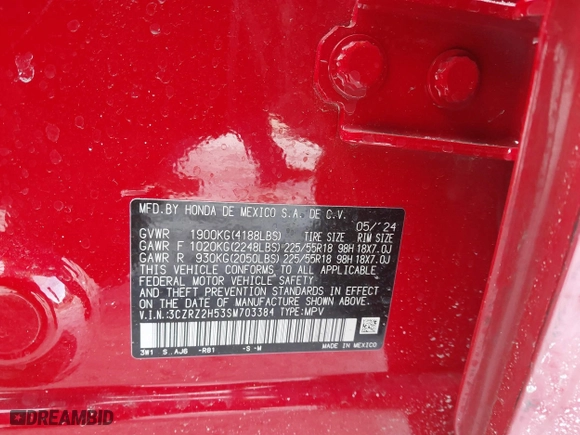 MFD.BY HONDA DE MEXICO S.A. DE C.V.
05/'24
GVWR 1900KG(4188LBS) TIRE SIZE RIM SIZE
GAWR F 1020KG(2248LBS) 225/55R18 98H 18X7.0J
GAWR R 930KG(2050LBS) 225/55R18 98H 18X7.0J
THIS VEHICLE CONFORMS TO ALL APPLICABLE
FEDERAL MOTOR VEHICLE SAFETY
AND THEFT PREVENTION STANDARDS IN EFFECT ON
THE DATE OF MANUFACTURE SHOWN ABOVE.
V.I.N.:3CZRZ2H53SM703384 TYPE:MPV
3W1 S.AJ6 -R81 -S -M
MADE IN MEXICO
DREAMBID